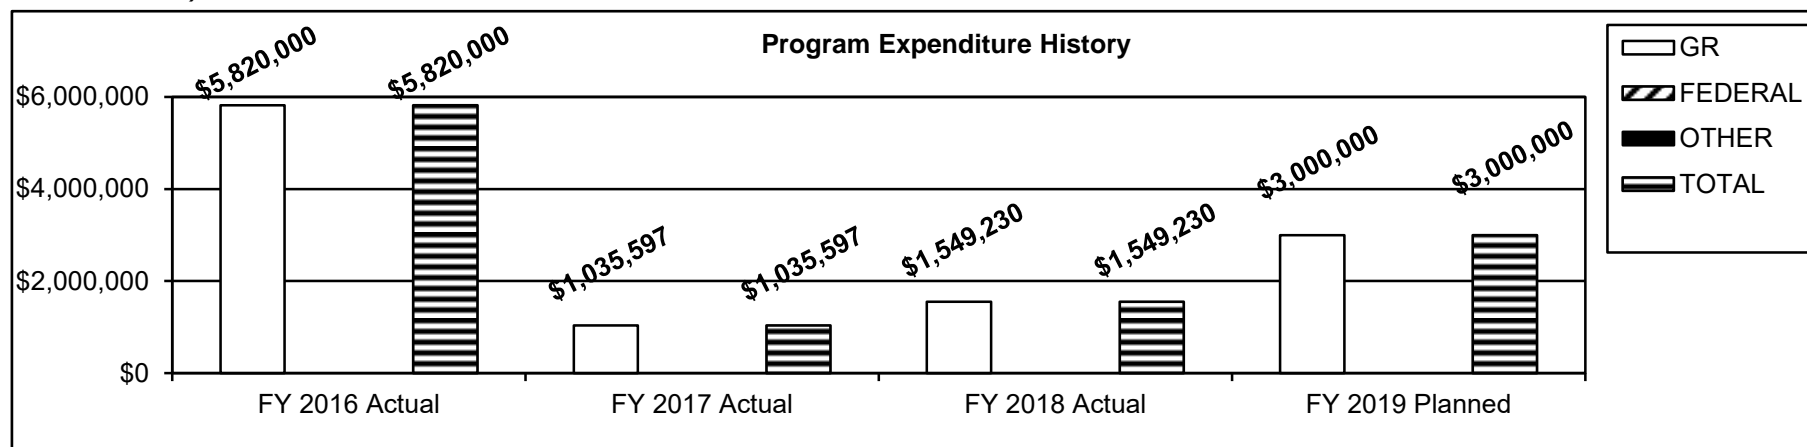 Program Expenditure History
$5,820,000
$5,820,000
$1,035,597
$1,035,597
$1,549,230
$1,549,230
$3,000,000
$3,000,000
$6,000,000
$4,000,000
$2,000,000
$0
FY 2016 Actual
FY 2017 Actual
FY 2018 Actual
FY 2019 Planned
GR
FEDERAL
OTHER
TOTAL